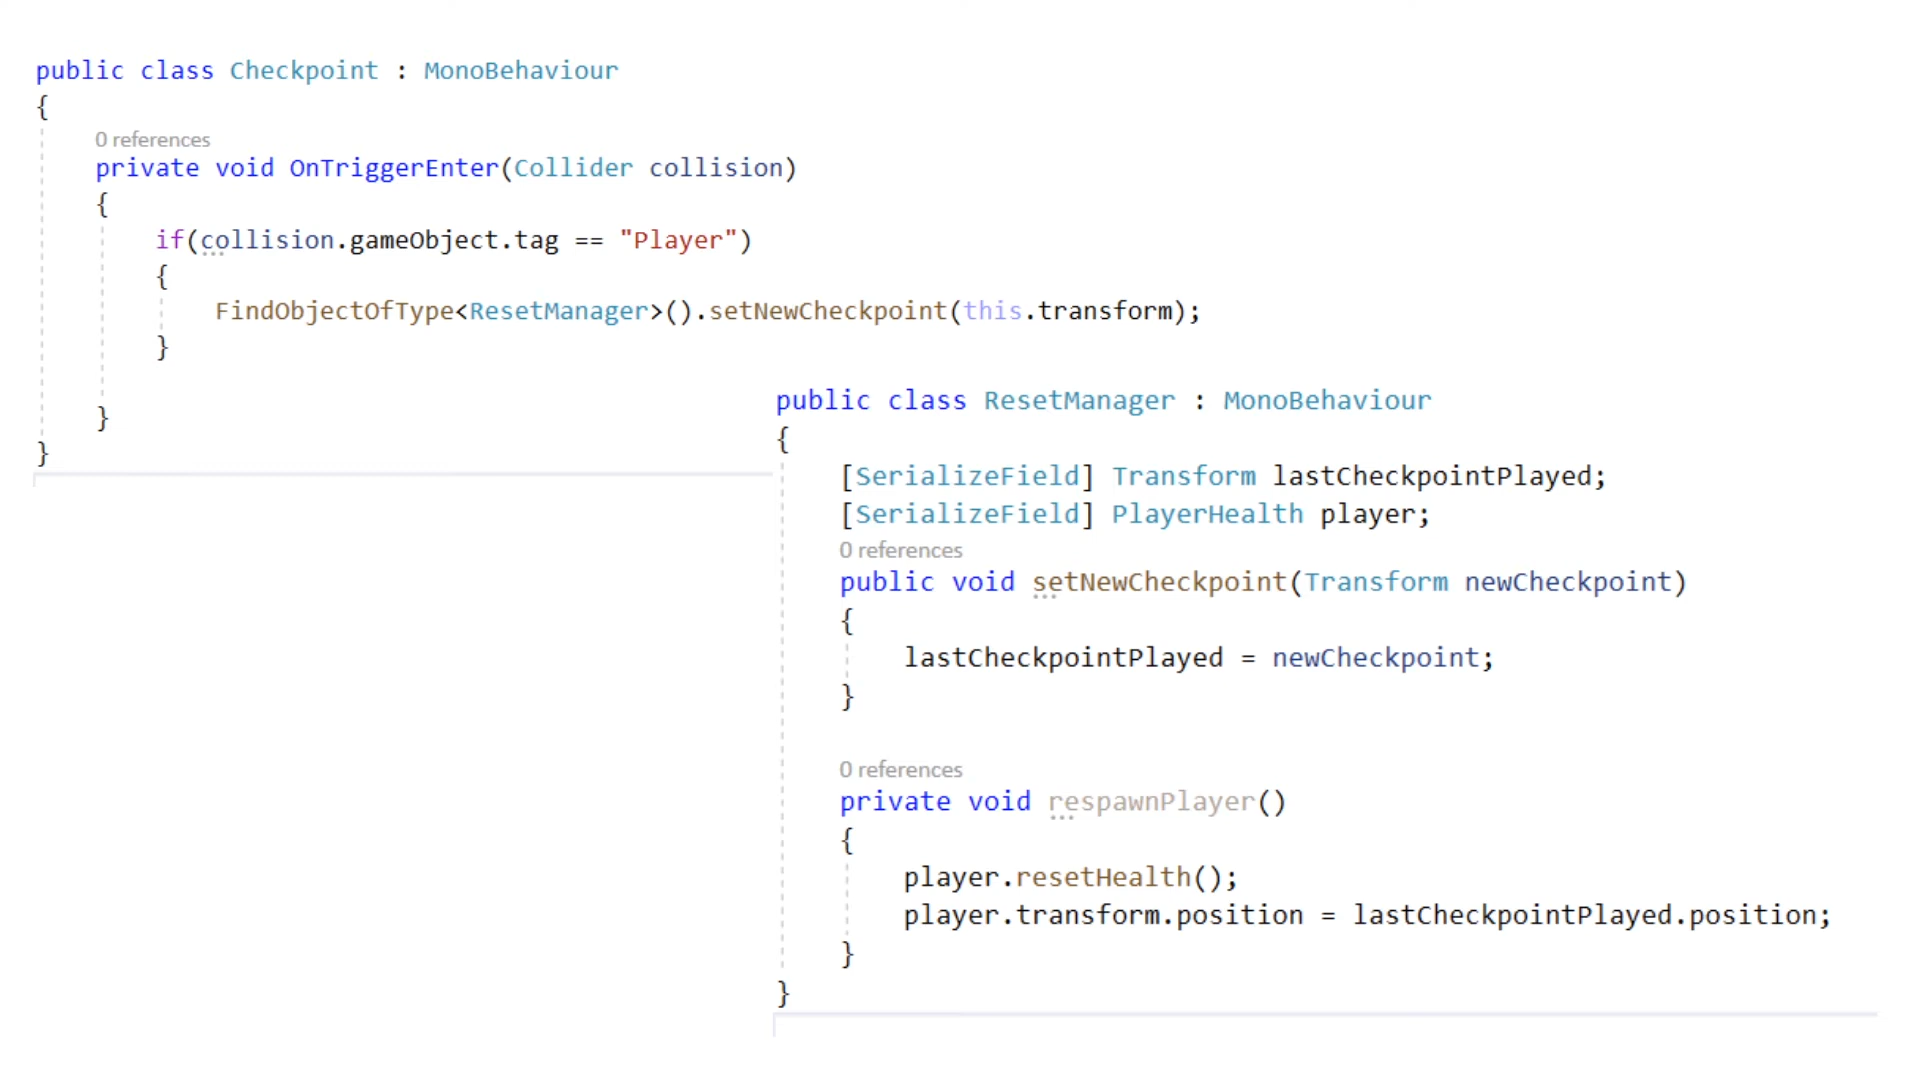 public class Checkpoint : MonoBehaviour
{
0 references
private void OnTriggerEnter(Collider collision)
{
if(collision.gameObject.tag == "Player")
{
FindObjectOfType<ResetManager>().setNewCheckpoint(this.transform);
}
}
}
public class ResetManager : MonoBehaviour
{
[SerializeField] Transform lastCheckpointPlayed;
[SerializeField] PlayerHealth player;
0 references
public void setNewCheckpoint(Transform newCheckpoint)
{
lastCheckpointPlayed = newCheckpoint;
}
0 references
private void respawnPlayer()
{
player.resetHealth();
player.transform.position = lastCheckpointPlayed.position;
}
}